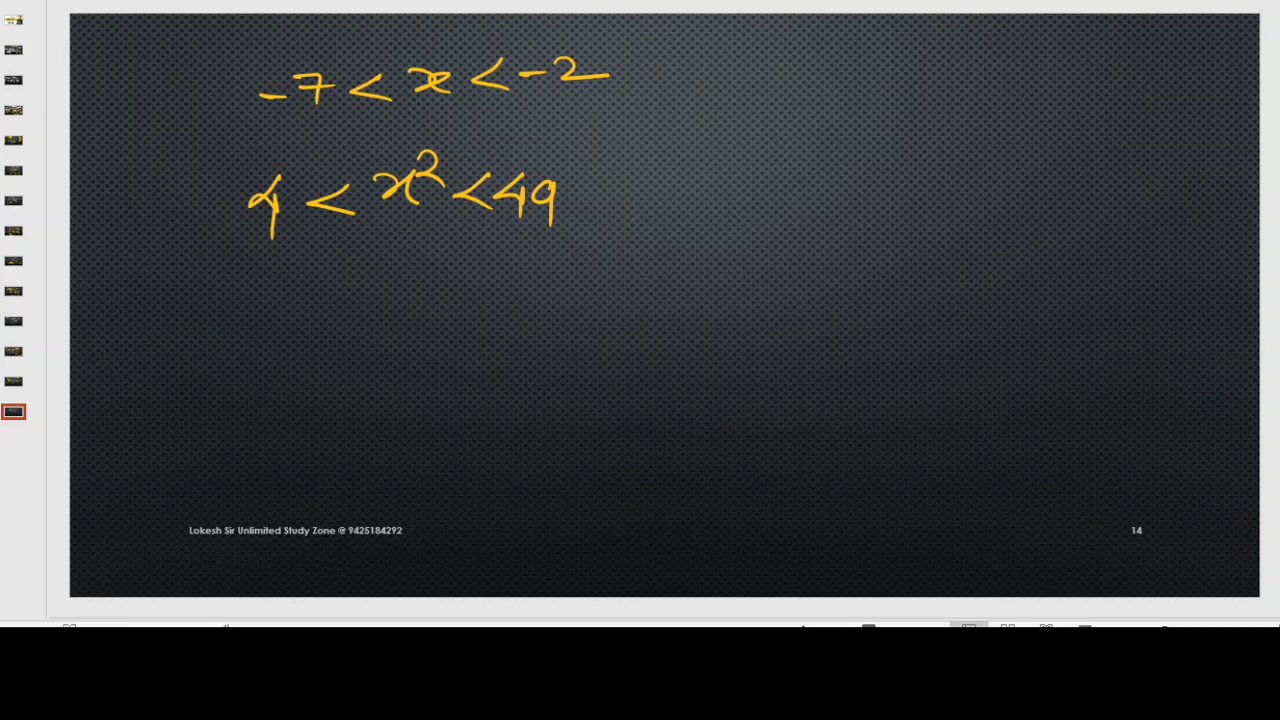 -7 < x < -2
4 < x² < 49
Lokesh Sir Unlimited Study Zone @ 9425184292
14